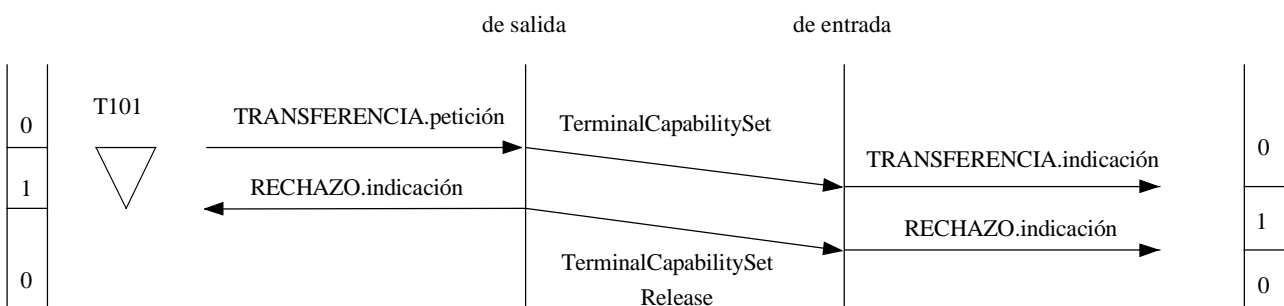 de salida
de entrada
T101
0
TRANSFERENCIA.petición
TerminalCapabilitySet
TRANSFERENCIA.indicación
0
1
RECHAZO.indicación
RECHAZO.indicación
1
0
TerminalCapabilitySet
Release
0